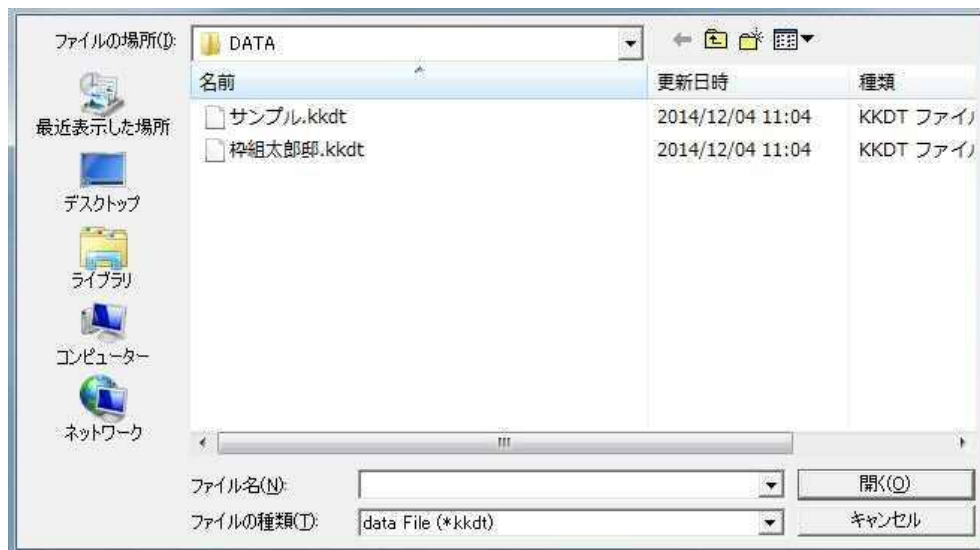 ファイルの場所(I):
DATA
名前
更新日時
種類
サンプル.kkdt
2014/12/04 11:04
KKDT ファイル
枠組太郎邸.kkdt
2014/12/04 11:04
KKDT ファイル
最近表示した場所
デスクトップ
ライブラリ
コンピューター
ネットワーク
ファイル名(N):
開く(O)
ファイルの種類(T):
data File (*kkdt)
キャンセル